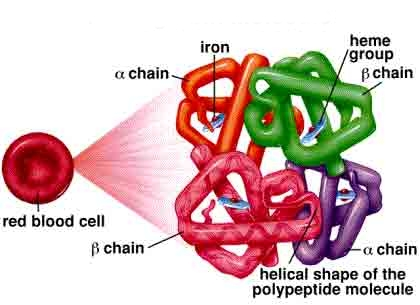 iron
heme
group
α chain
β chain
red blood cell
β chain
α chain
helical shape of the
polypeptide molecule